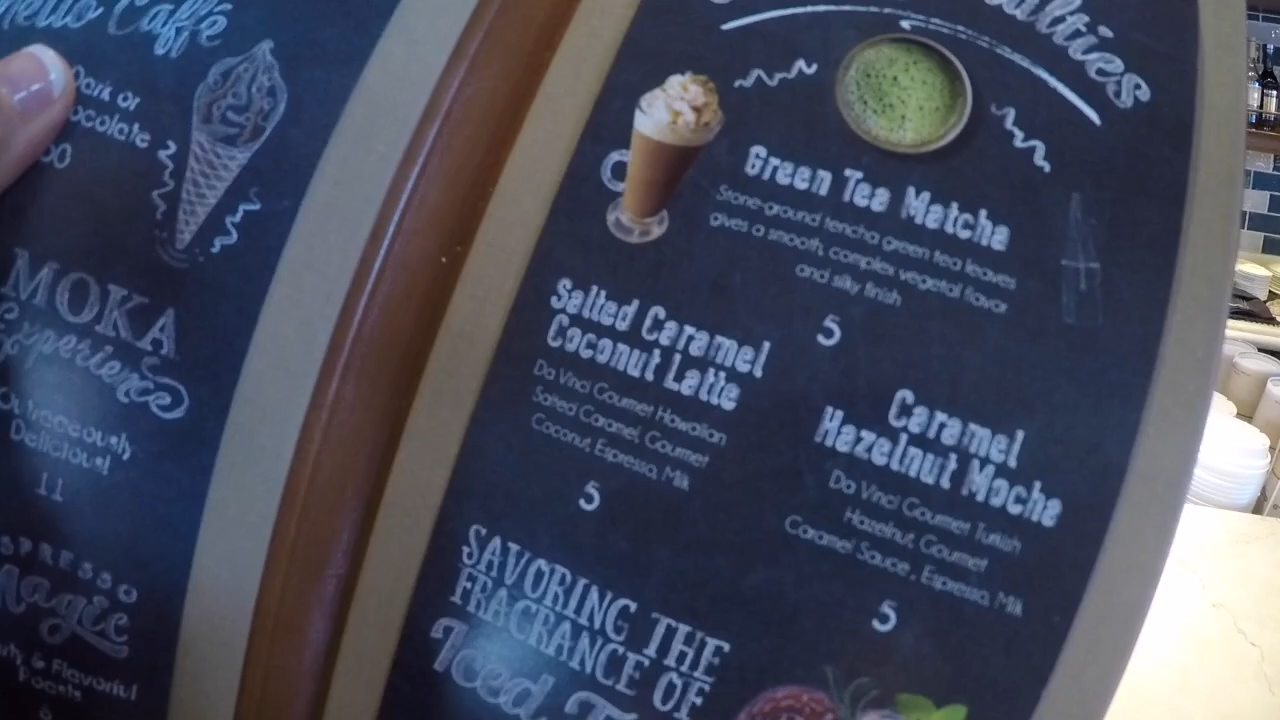 Caffé
Dark or
50
MOKA
Experience
Outrageously
Delicious!
11
Magic
& Flavorful
Roasts
Green Tea Matcha
Stone-ground tencha green tea leaves
gives a smooth, complex vegetal flavor
and silky finish
5
Salted Caramel
Coconut Latte
Da Vinci Gourmet Hawaiian
Salted Caramel, Gourmet
Coconut, Espresso, Milk
5
Caramel
Hazelnut Mocha
Da Vinci Gourmet Turkish
Hazelnut, Gourmet
Caramel Sauce , Espresso, Milk
5
SAVORING THE
FRAGRANCE OF
Iced